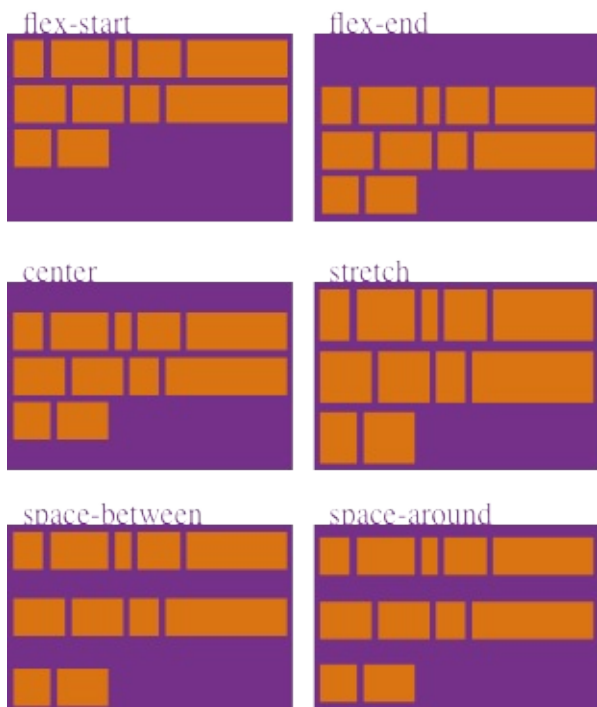 flex-start
flex-end
center
stretch
space-between
space-around